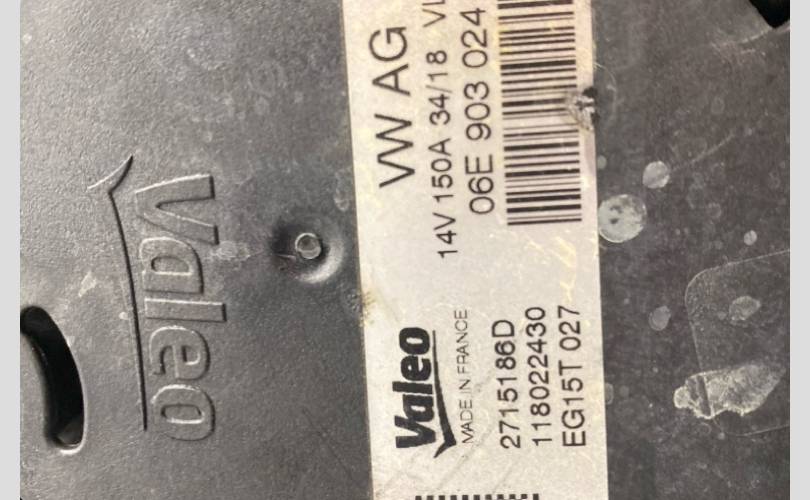 Valeo
Valeo
MADE IN FRANCE
2715186D
118022430
EG15T 027
VW AG
14V 150A 34/18
06E 903 024